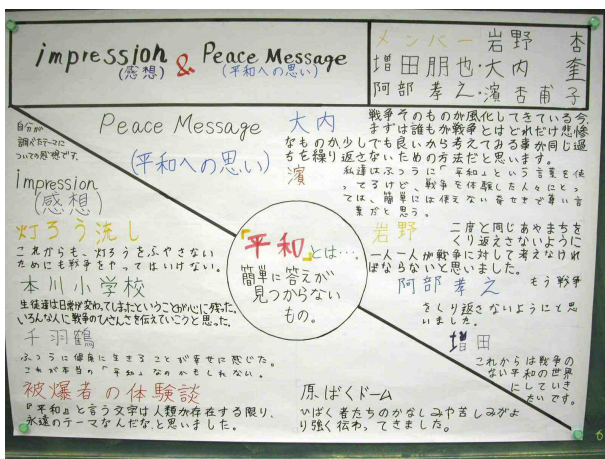 impression & Peace Message
(感想) (平和への思い)
メンバー 岩野 杏
増田朋也・大内 奎
阿部孝之・濱杏甫子
自分が
調べたテーマに
ついての感想です。
Peace Message
(平和への思い)
impression
(感想)
大内
戦争そのものが風化してきている今、
まずは誰もが戦争とはどれだけ悲惨
なものか少しでも良いから考えてみる事が同じ過
ちを繰り返さないための方法だと思います。
濱
私達はふつうに「平和」という言葉を使
ってるけど、戦争を体験した人々にとっ
ては、簡単には使えない幸せで尊い言
葉だと思う。
岩野
二度と同じあやまちを
くり返えさないように
一人一人が戦争に対して考えなけれ
ばならないと思いました。
阿部孝之
もう戦争
をくり返さないようにと思
いました。
増田
これからは戦争の
ない平和の世界
にしていき
たいです。
『平和』とは…、
簡単に答えが
見つからない
もの。
灯ろう流し
これからも、灯ろうをふやさない
ためにも戦争をやってはいけない。
本川小学校
生徒達は日常が変わってしまったということが心に残った。
いろんな人に戦争のひさんさを伝えていこうと思った。
千羽鶴
ふつうに健康に生きることが幸せに感じた。
これが本当の「平和」なのかもしれない。
被爆者の体験談
『平和』と言う文字は人類が存在する限り、
永遠のテーマなんだな、と思いました。
原ばくドーム
いばく者たちのかなしみや苦しみがよ
り強く伝わってきました。
6